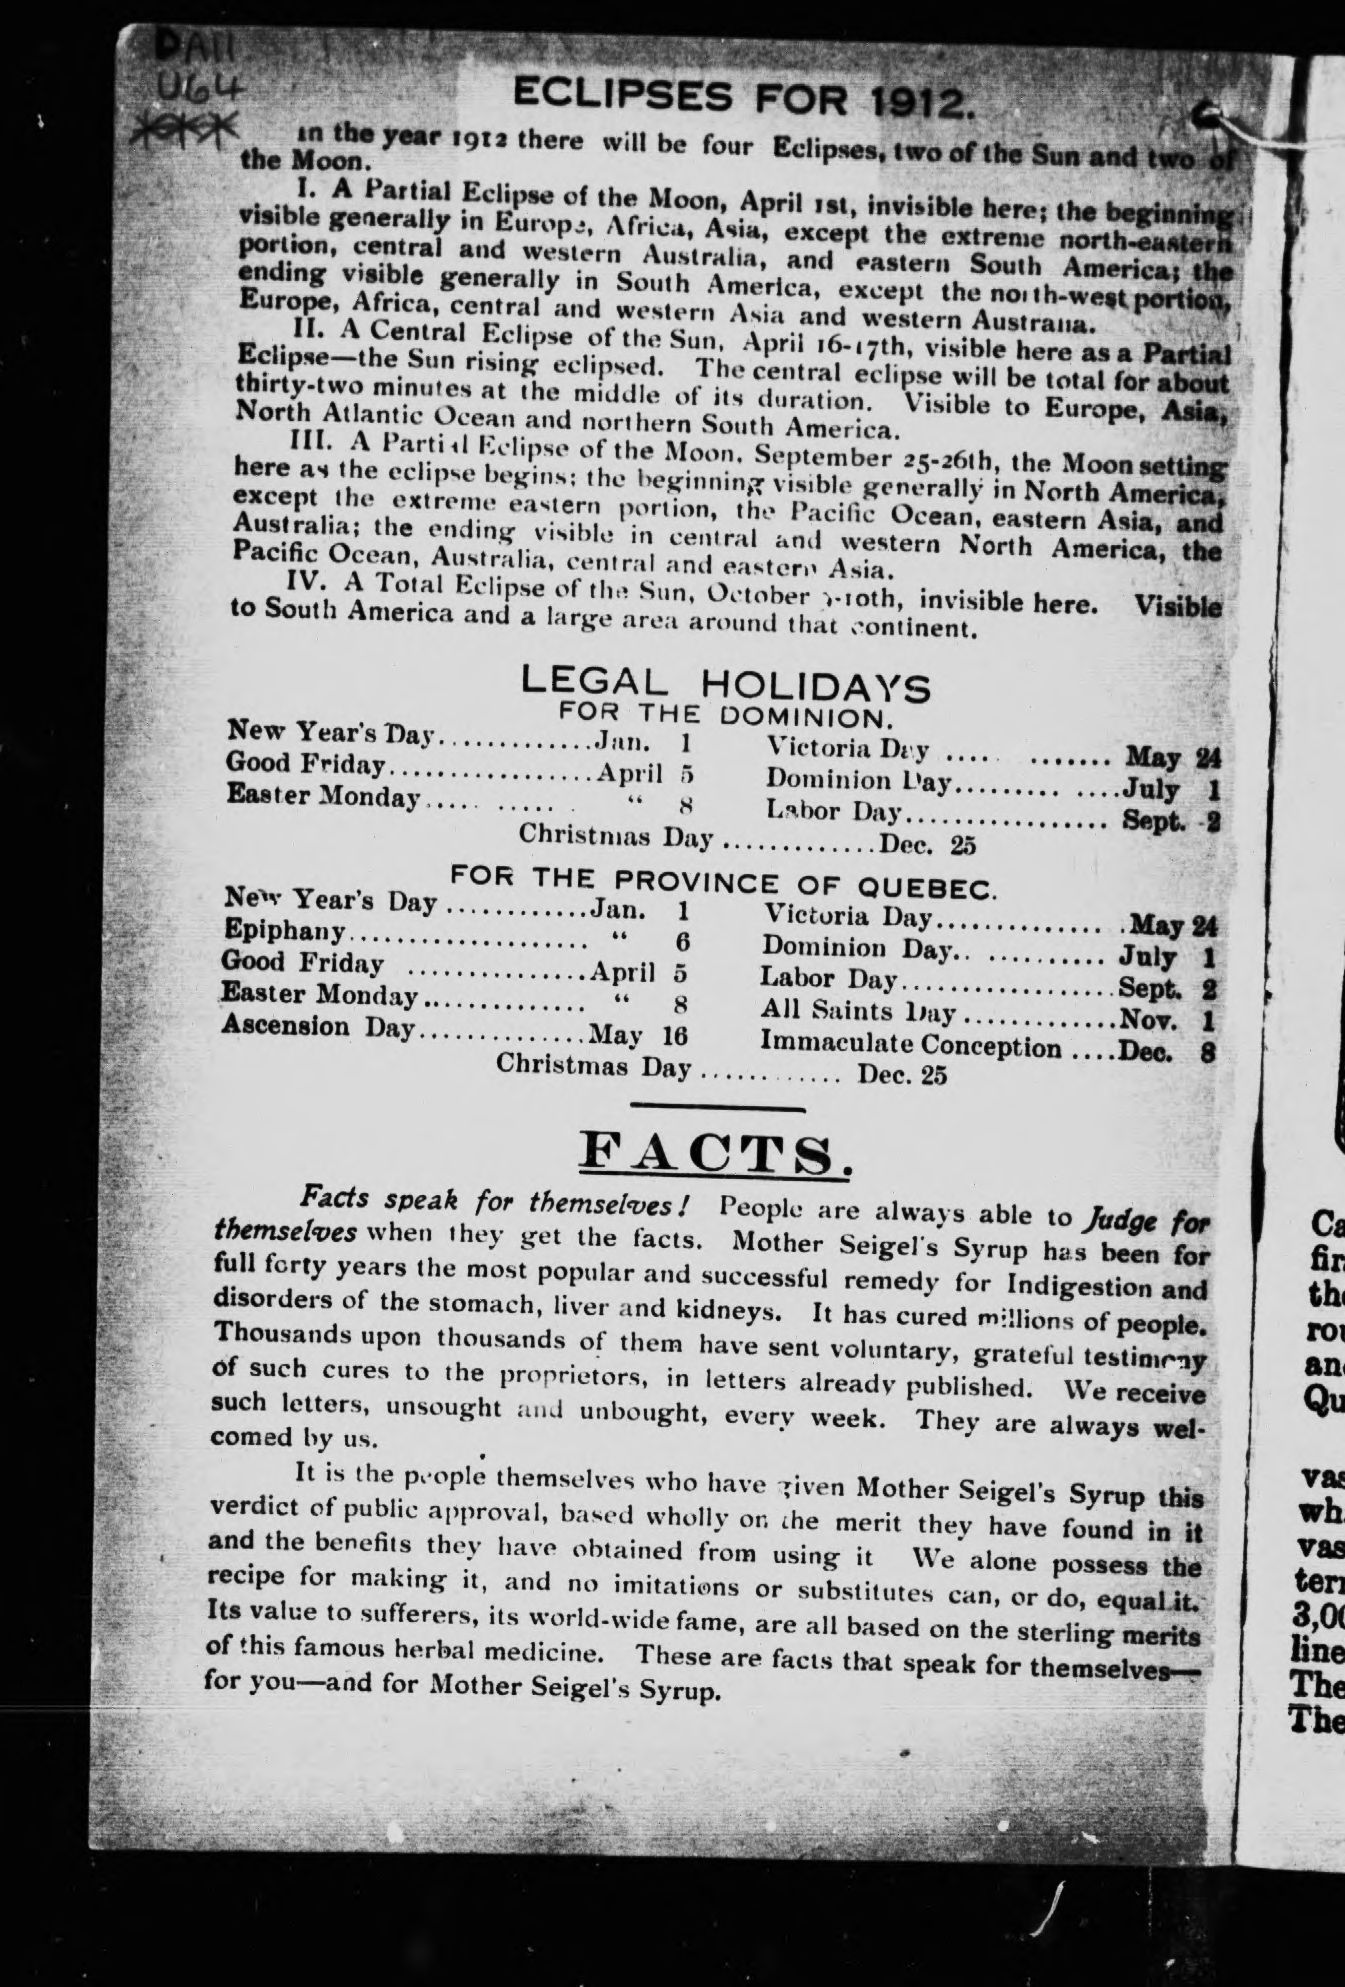 DA11
U64
ECLIPSES FOR 1912.
in the year 1912 there will be four Eclipses, two of the Sun and two of
the Moon.
I. A Partial Eclipse of the Moon, April 1st, invisible here; the beginning
visible generally in Europe, Africa, Asia, except the extreme north-eastern
portion, central and western Australia, and eastern South America; the
ending visible generally in South America, except the north-west portion,
Europe, Africa, central and western Asia and western Australia.
II. A Central Eclipse of the Sun, April 16-17th, visible here as a Partial
Eclipse—the Sun rising eclipsed. The central eclipse will be total for about
thirty-two minutes at the middle of its duration. Visible to Europe, Asia,
North Atlantic Ocean and northern South America.
III. A Partial Eclipse of the Moon, September 25-26th, the Moon setting
here as the eclipse begins; the beginning visible generally in North America,
except the extreme eastern portion, the Pacific Ocean, eastern Asia, and
Australia; the ending visible in central and western North America, the
Pacific Ocean, Australia, central and eastern Asia.
IV. A Total Eclipse of the Sun, October -10th, invisible here. Visible
to South America and a large area around that continent.
LEGAL HOLIDAYS
FOR THE DOMINION.
New Year's Day.............Jan. 1 Victoria Day ............ May 24
Good Friday.................April 5 Dominion Day.............July 1
Easter Monday........... " 8 Labor Day................. Sept. 2
Christmas Day .............Dec. 25
FOR THE PROVINCE OF QUEBEC.
New Year's Day ............Jan. 1 Victoria Day...............May 24
Epiphany.................... " 6 Dominion Day............ July 1
Good Friday ...............April 5 Labor Day..................Sept. 2
Easter Monday.............. " 8 All Saints Day.............Nov. 1
Ascension Day..............May 16 Immaculate Conception ....Dec. 8
Christmas Day ............ Dec. 25
FACTS.
Facts speak for themselves! People are always able to Judge for
themselves when they get the facts. Mother Seigel's Syrup has been for
full forty years the most popular and successful remedy for Indigestion and
disorders of the stomach, liver and kidneys. It has cured millions of people.
Thousands upon thousands of them have sent voluntary, grateful testimony
of such cures to the proprietors, in letters already published. We receive
such letters, unsought and unbought, every week. They are always wel-
comed by us.
It is the people themselves who have given Mother Seigel's Syrup this
verdict of public approval, based wholly on the merit they have found in it
and the benefits they have obtained from using it We alone possess the
recipe for making it, and no imitations or substitutes can, or do, equal it.
Its value to sufferers, its world-wide fame, are all based on the sterling merits
of this famous herbal medicine. These are facts that speak for themselves—
for you—and for Mother Seigel's Syrup.
Ca
fir
the
rou
and
Qu
vas
wh
vas
terr
3,00
line
The
The